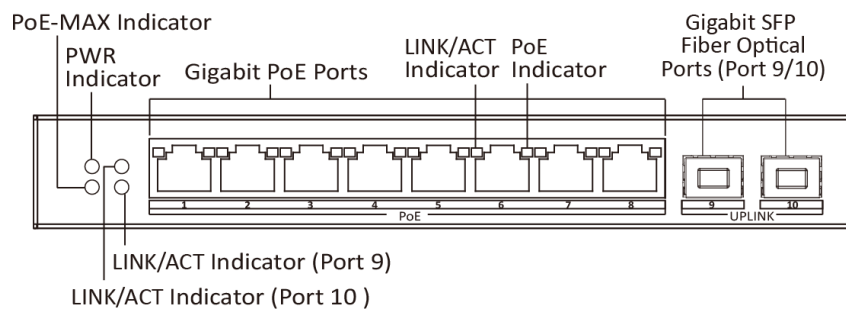 PoE-MAX Indicator
PWR
Indicator
Gigabit PoE Ports
LINK/ACT
Indicator
PoE
Indicator
Gigabit SFP
Fiber Optical
Ports (Port 9/10)
1 2 3 4 5 6 7 8 9 10
PoE UPLINK
LINK/ACT Indicator (Port 9)
LINK/ACT Indicator (Port 10 )